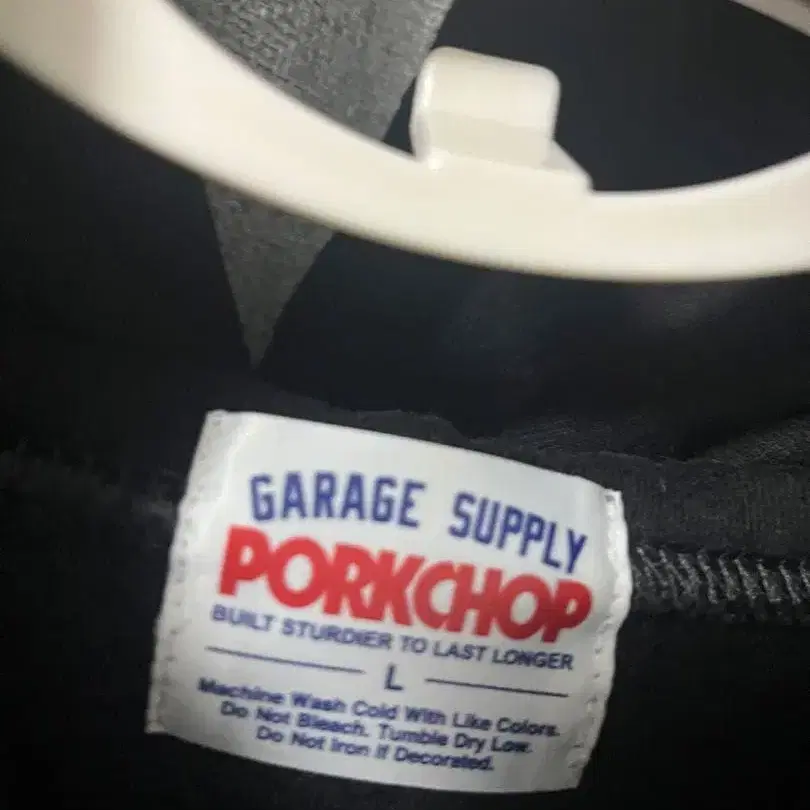 GARAGE SUPPLY
PORKCHOP
BUILT STURDIER TO LAST LONGER
L
Machine Wash Cold With Like Colors.
Do Not Bleach. Tumble Dry Low.
Do Not Iron If Decorated.